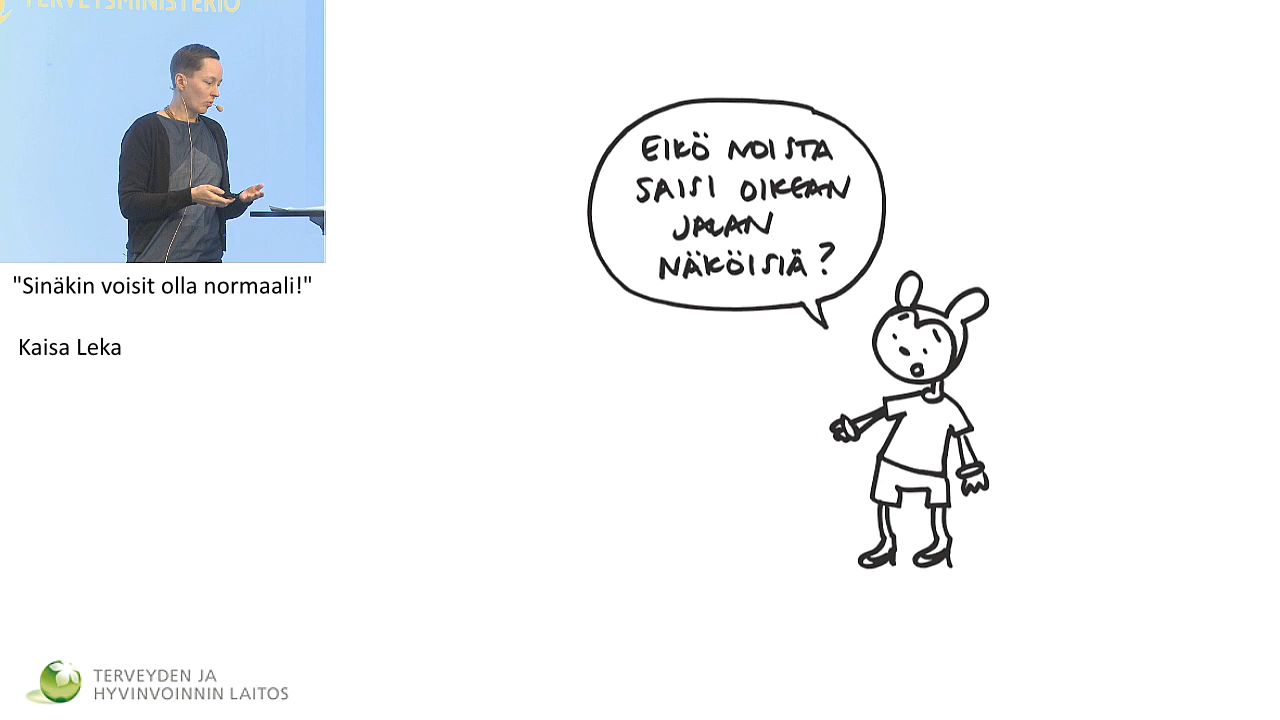 TERVEYSMINISTERIÖ
"Sinäkin voisit olla normaali!"
Kaisa Leka
EIKÖ NOISTA
SAISI OIKEAN
JALAN
NÄKÖISIÄ?
TERVEYDEN JA
HYVINVOINNIN LAITOS